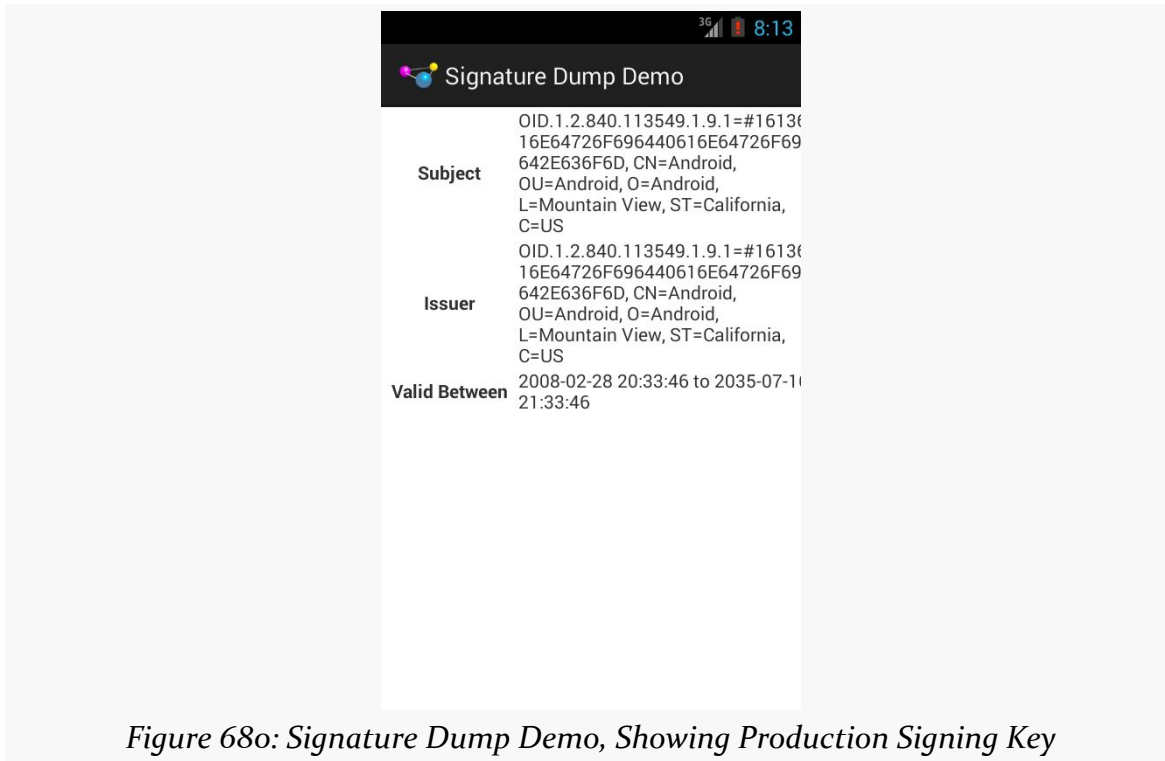 3G 8:13
Signature Dump Demo
Subject
OID.1.2.840.113549.1.9.1=#16136
16E64726F696440616E64726F69
642E636F6D, CN=Android,
OU=Android, O=Android,
L=Mountain View, ST=California,
C=US
Issuer
OID.1.2.840.113549.1.9.1=#16136
16E64726F696440616E64726F69
642E636F6D, CN=Android,
OU=Android, O=Android,
L=Mountain View, ST=California,
C=US
Valid Between
2008-02-28 20:33:46 to 2035-07-16
21:33:46
Figure 680: Signature Dump Demo, Showing Production Signing Key